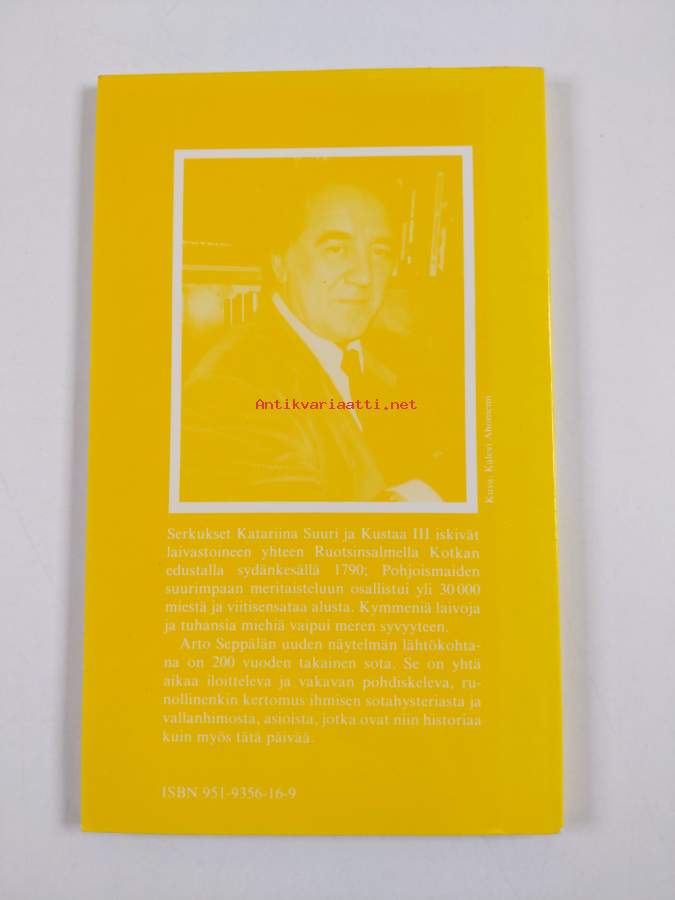 Antikvariaatti.net
Kuva: Kalevi Ahoniemi
Serkukset Katariina Suuri ja Kustaa III iskivät
laivastoineen yhteen Ruotsinsalmella Kotkan
edustalla sydänkesällä 1790; Pohjoismaiden
suurimpaan meritaisteluun osallistui yli 30 000
miestä ja viitisensataa alusta. Kymmeniä laivoja
ja tuhansia miehiä vaipui meren syvyyteen.
Arto Seppälän uuden näytelmän lähtökohta-
na on 200 vuoden takainen sota. Se on yhtä
aikaa iloitteleva ja vakavan pohdiskeleva, ru-
nollinenkin kertomus ihmisen sotahysteriasta ja
vallanhimosta, asioista, jotka ovat niin historiaa
kuin myös tätä päivää.
ISBN 951-9356-16-9